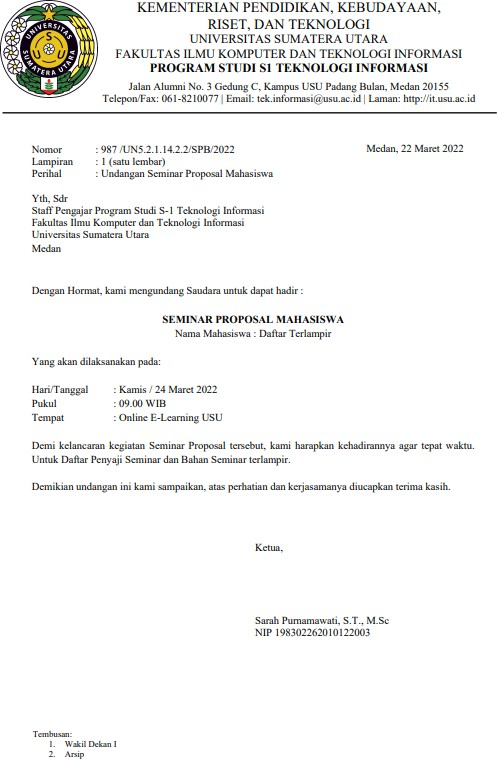 UNIVERSITAS
SUMATERA UTARA
USU
KEMENTERIAN PENDIDIKAN, KEBUDAYAAN,
RISET, DAN TEKNOLOGI
UNIVERSITAS SUMATERA UTARA
FAKULTAS ILMU KOMPUTER DAN TEKNOLOGI INFORMASI
PROGRAM STUDI S1 TEKNOLOGI INFORMASI
Jalan Alumni No. 3 Gedung C, Kampus USU Padang Bulan, Medan 20155
Telepon/Fax: 061-8210077 | Email: tek.informasi@usu.ac.id | Laman: http://it.usu.ac.id
Nomor : 987 /UN5.2.1.14.2.2/SPB/2022 Medan, 22 Maret 2022
Lampiran : 1 (satu lembar)
Perihal : Undangan Seminar Proposal Mahasiswa
Yth, Sdr
Staff Pengajar Program Studi S-1 Teknologi Informasi
Fakultas Ilmu Komputer dan Teknologi Informasi
Universitas Sumatera Utara
Medan
Dengan Hormat, kami mengundang Saudara untuk dapat hadir :
SEMINAR PROPOSAL MAHASISWA
Nama Mahasiswa : Daftar Terlampir
Yang akan dilaksanakan pada:
Hari/Tanggal : Kamis / 24 Maret 2022
Pukul : 09.00 WIB
Tempat : Online E-Learning USU
Demi kelancaran kegiatan Seminar Proposal tersebut, kami harapkan kehadirannya agar tepat waktu.
Untuk Daftar Penyaji Seminar dan Bahan Seminar terlampir.
Demikian undangan ini kami sampaikan, atas perhatian dan kerjasamanya diucapkan terima kasih.
Ketua,
Sarah Purnamawati, S.T., M.Sc
NIP 198302262010122003
Tembusan:
1. Wakil Dekan I
2. Arsip